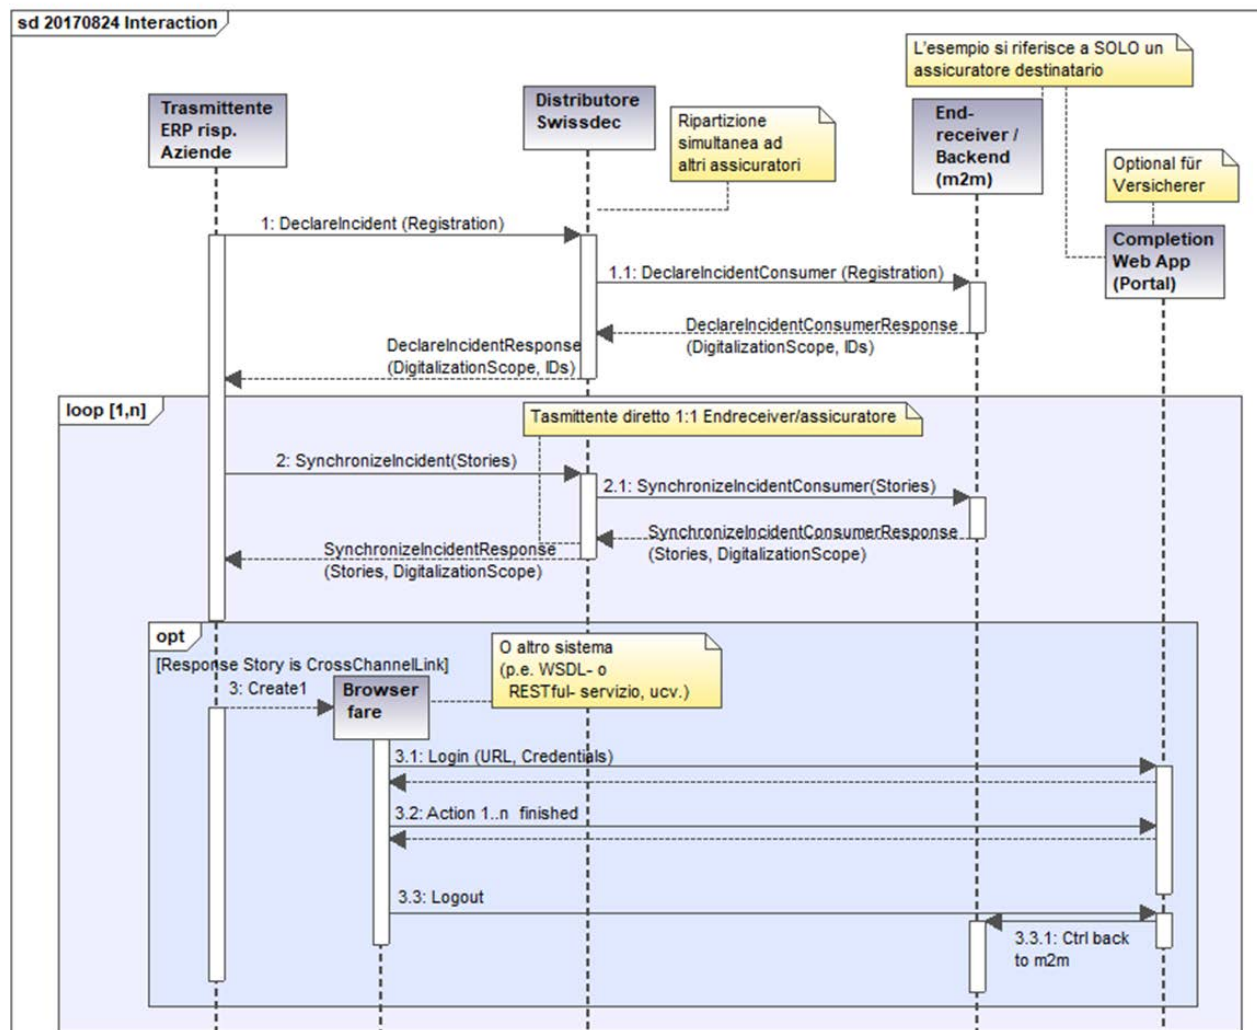 sd 20170824 Interaction
L'esempo si riferisce a SOLO un
assicuratore destinatario
Trasmittente
ERP risp.
Aziende
Distributore
Swissdec
Ripartizione
simultanea ad
altri assicuratori
End-
receiver /
Backend
(m2m)
Optional für
Versicherer
Completion
Web App
(Portal)
1: DeclareIncident (Registration)
1.1: DeclareIncidentConsumer (Registration)
DeclareIncidentConsumerResponse
(DigitalizationScope, IDs)
DeclareIncidentResponse
(DigitalizationScope, IDs)
loop [1,n]
Tasmittente diretto 1:1 Endreceiver/assicuratore
2: SynchronizeIncident(Stories)
2.1: SynchronizeIncidentConsumer(Stories)
SynchronizeIncidentConsumerResponse
(Stories, DigitalizationScope)
SynchronizeIncidentResponse
(Stories, DigitalizationScope)
opt
[Response Story is CrossChannelLink]
O altro sistema
(p.e. WSDL- o
RESTful- servizio, ucv.)
3: Create1
Browser
fare
3.1: Login (URL, Credentials)
3.2: Action 1..n finished
3.3: Logout
3.3.1: Ctrl back
to m2m